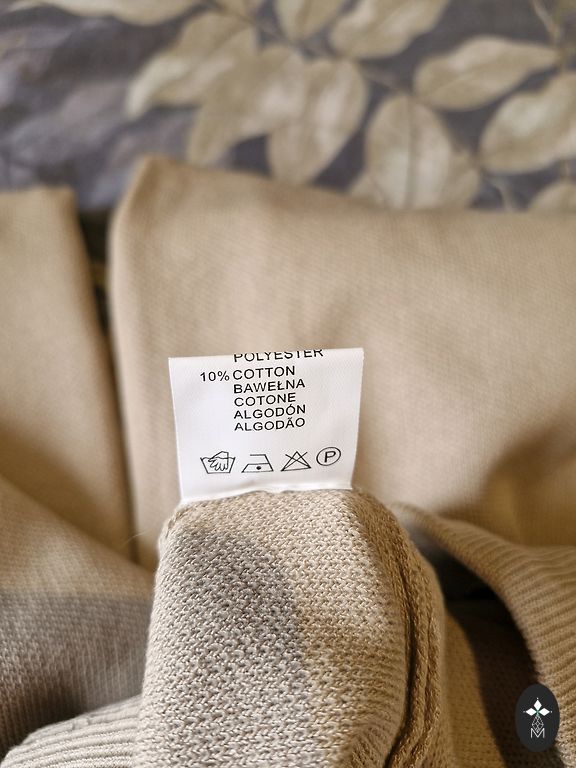 POLYESTER
10% COTTON
BAWEŁNA
COTONE
ALGODÓN
ALGODÃO
P